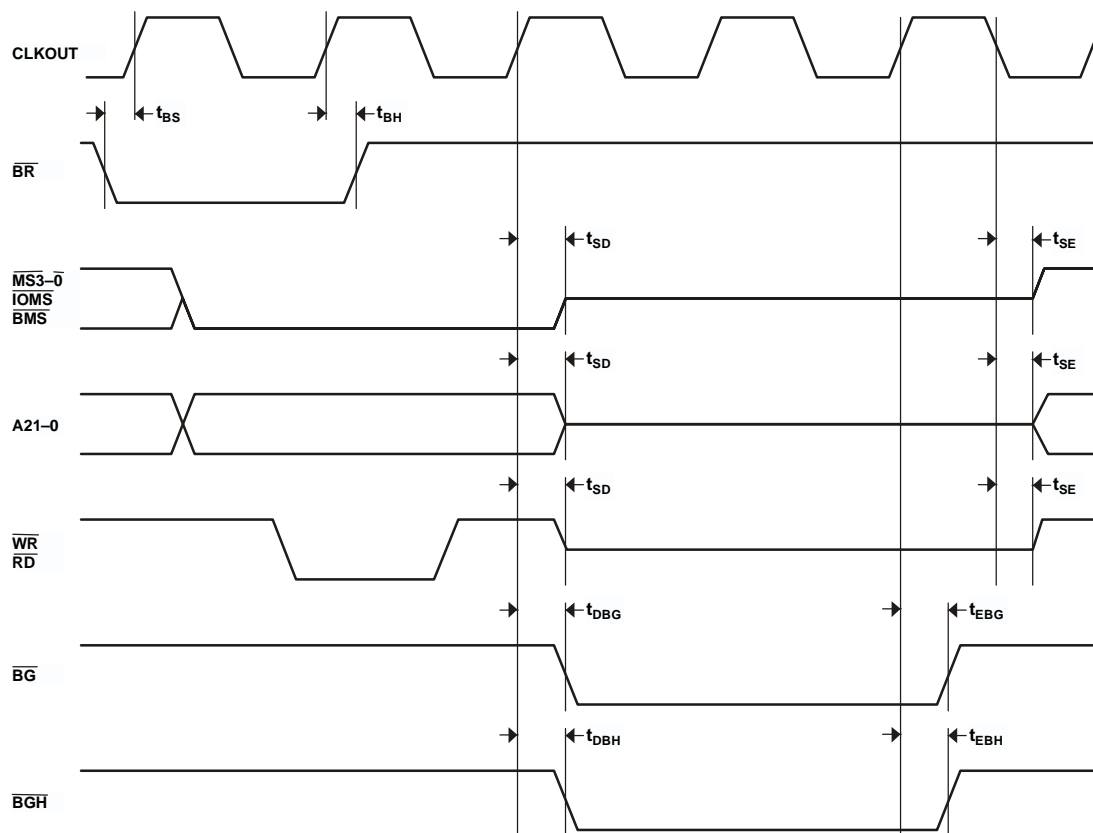 CLKOUT
tBS
tBH
BR
tSD
tSE
MS3–0
IOMS
BMS
tSD
tSE
A21–0
tSD
tSE
WR
RD
tDBG
tEBG
BG
tDBH
tEBH
BGH